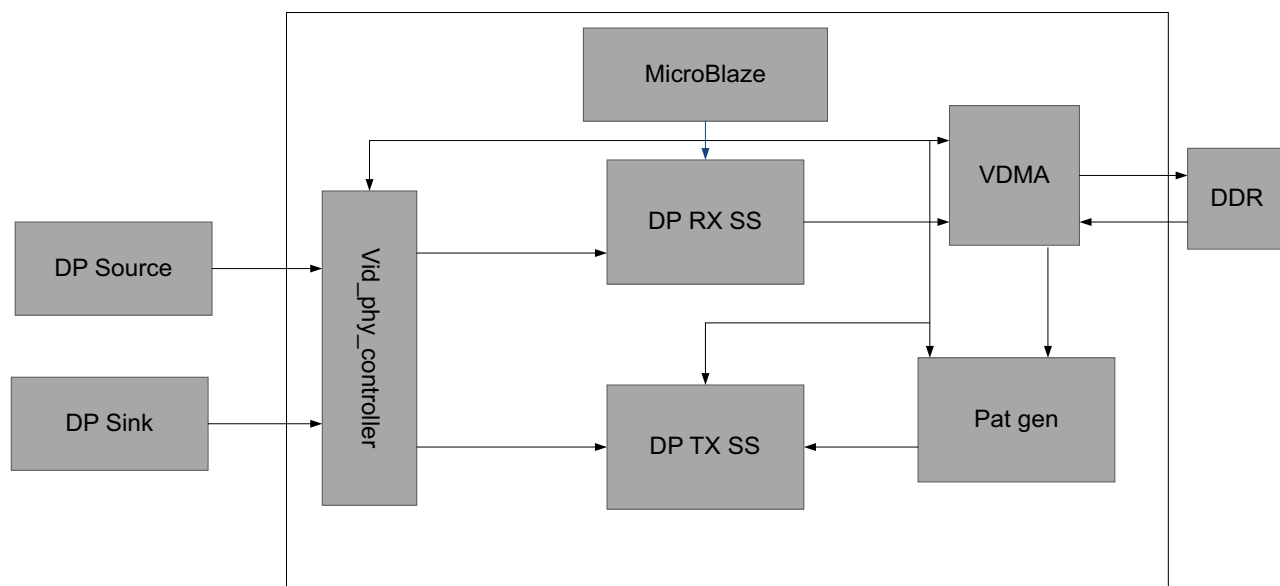 MicroBlaze
VDMA
DDR
DP RX SS
DP Source
Vid_phy_controller
DP Sink
DP TX SS
Pat gen